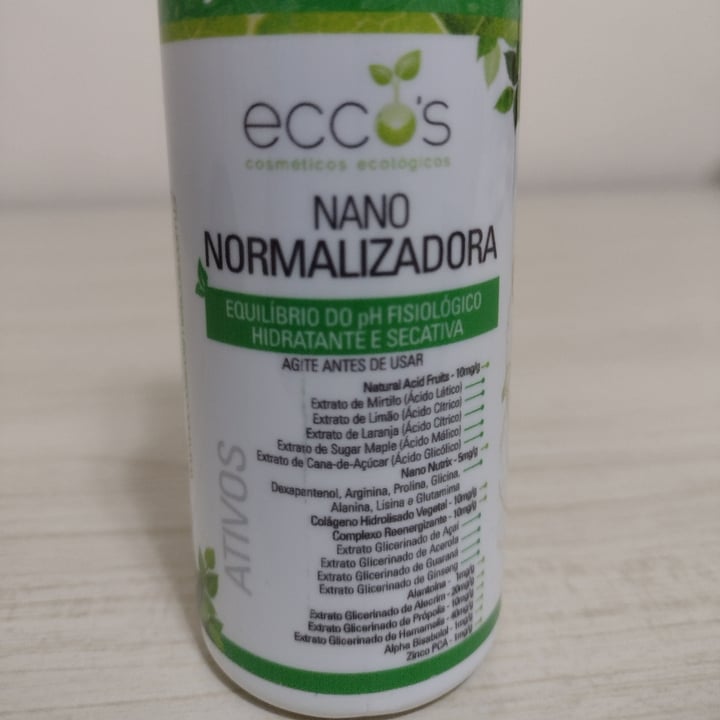 ecco's
cosméticos ecológicos
NANO
NORMALIZADORA
EQUILÍBRIO DO pH FISIOLÓGICO
HIDRATANTE E SECATIVA
AGITE ANTES DE USAR
ATIVOS
Natural Acid Fruits - 10mg/g
Extrato de Mirtilo (Ácido Lático)
Extrato de Limão (Ácido Cítrico)
Extrato de Laranja (Ácido Cítrico)
Extrato de Sugar Maple (Ácido Málico)
Extrato de Cana-de-Açúcar (Ácido Glicólico)
Nano Nutrix - 5mg/g
Dexapentenol, Arginina, Prolina, Glicina,
Alanina, Lisina e Glutamina
Colágeno Hidrolisado Vegetal - 10mg/g
Complexo Reenergizante - 10mg/g
Extrato Glicerinado de Açaí
Extrato Glicerinado de Acerola
Extrato Glicerinado de Guaraná
Extrato Glicerinado de Ginseng
Alantoína - 1mg/g
Extrato Glicerinado de Alecrim - 20mg/g
Extrato Glicerinado de Própolis - 10mg/g
Extrato Glicerinado de Hamamelis - 40mg/g
Alpha Bisabolol - 1mg/g
Zinco PCA - 1mg/g